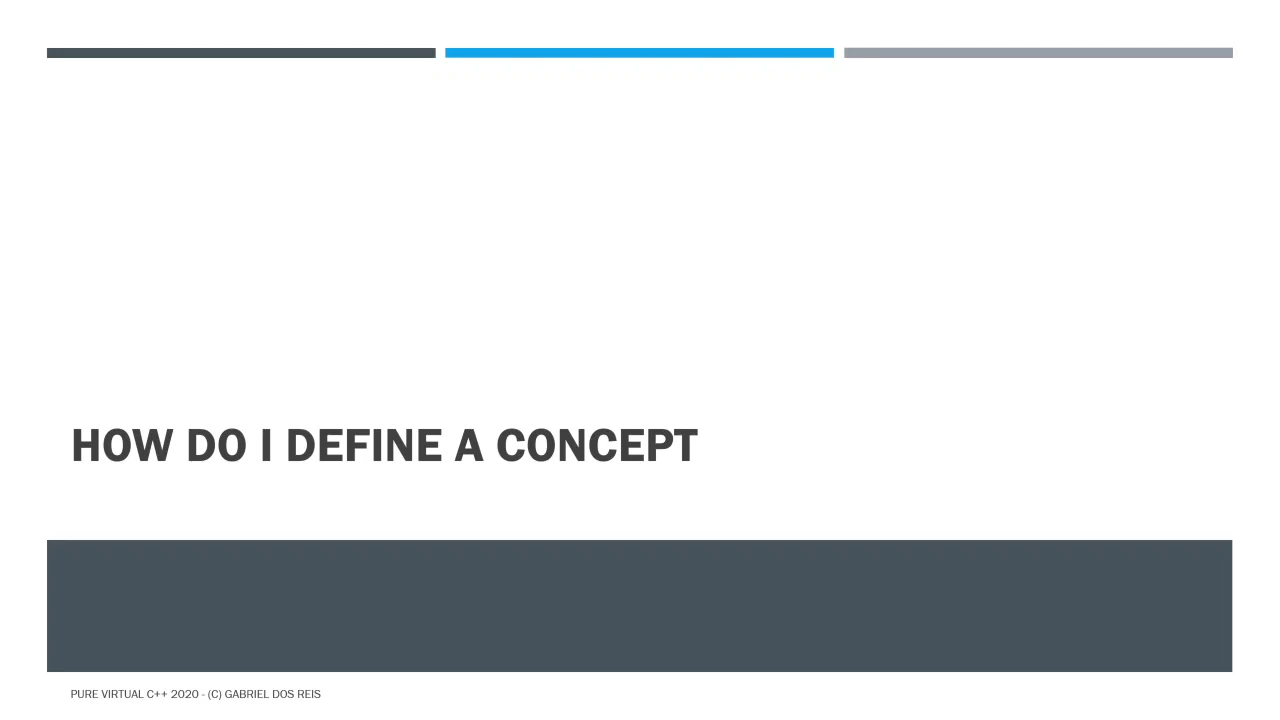 HOW DO I DEFINE A CONCEPT
PURE VIRTUAL C++ 2020 - (C) GABRIEL DOS REIS